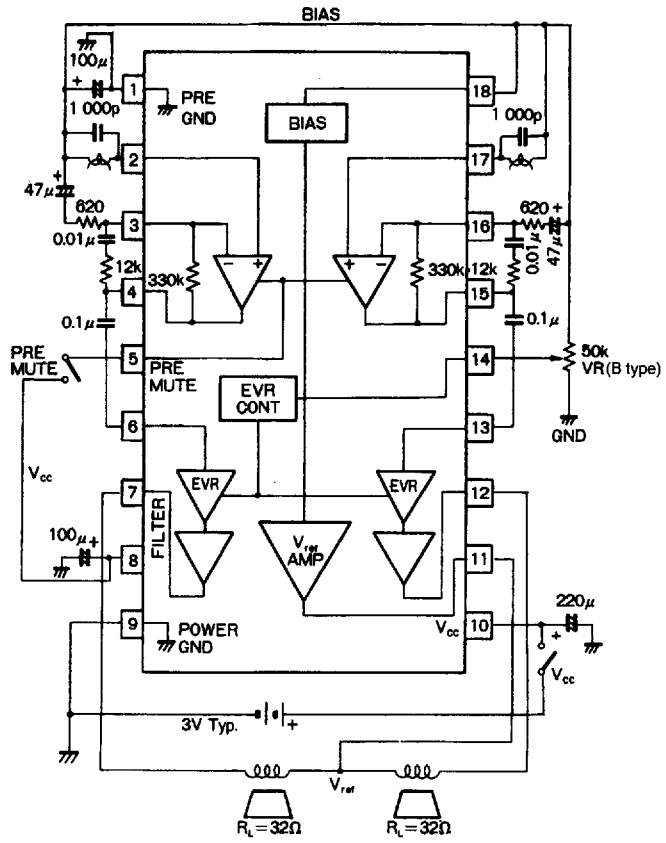 BIAS
100μ
+
1
PRE
GND
18
1 000p
BIAS
1 000p
2
17
+
47μ
620
3
16
620
+
0.01μ
0.01μ
47μ
12k
330k
− +
+ −
330k
12k
4
15
0.1μ
0.1μ
PRE
MUTE
5
PRE
MUTE
14
50k
VR(B type)
EVR
CONT
6
13
GND
Vcc
EVR
EVR
7
12
FILTER
100μ
+
8
Vref
AMP
11
220μ
9
POWER
GND
Vcc
10
+
Vcc
3V Typ.
+
Vref
RL=32Ω
RL=32Ω